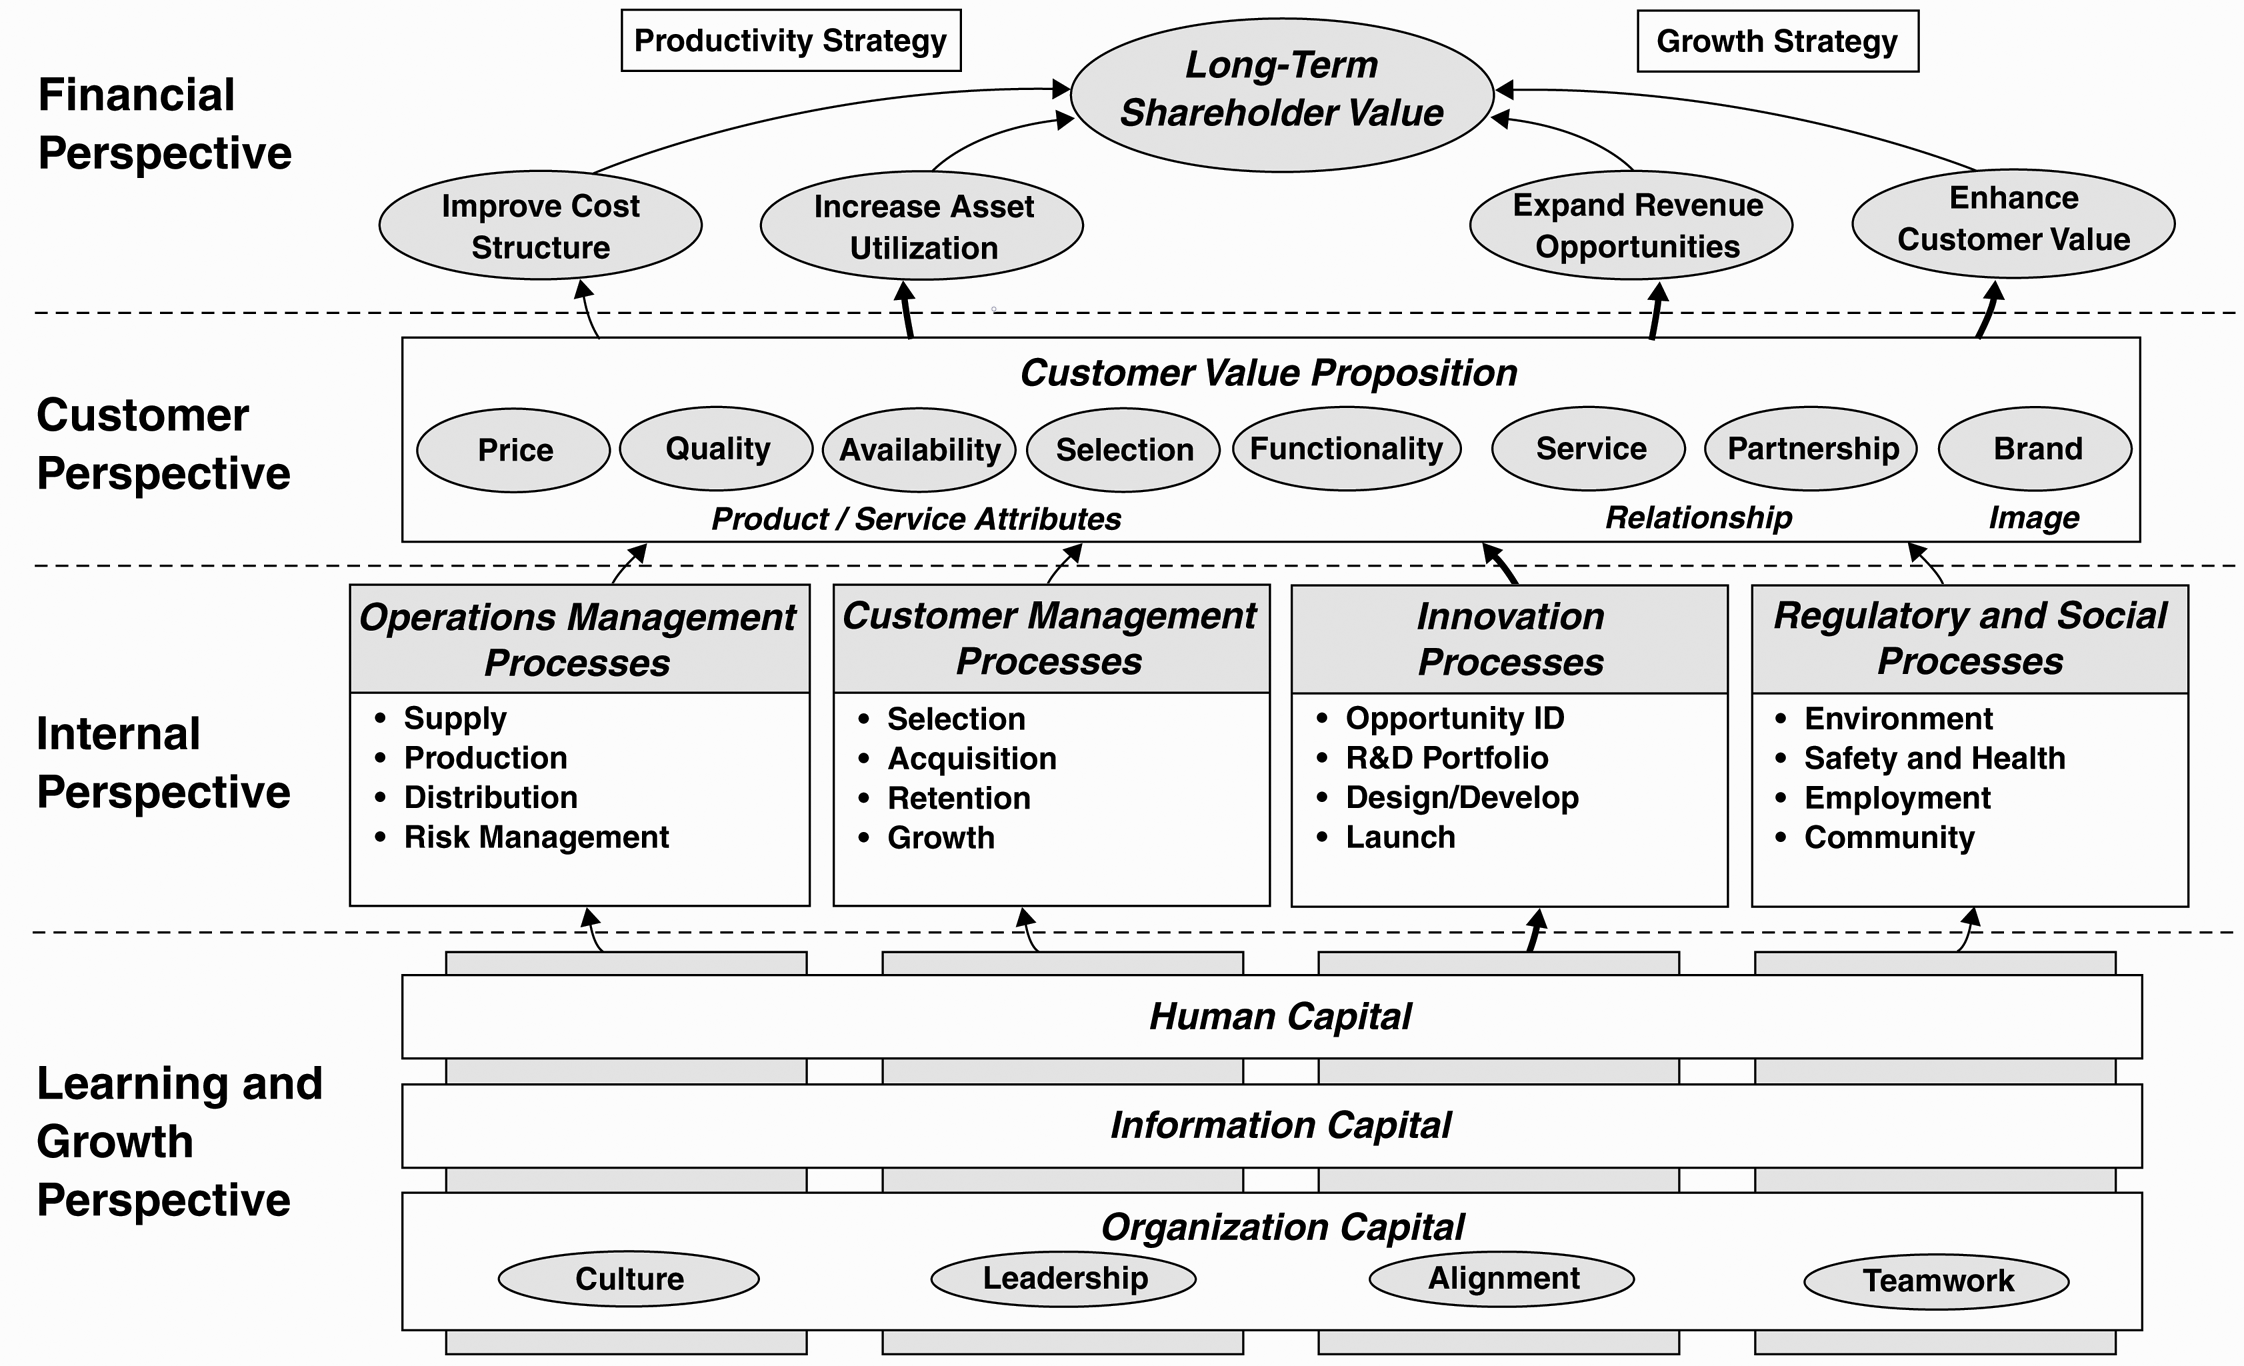 Productivity Strategy
Growth Strategy
Long-Term
Shareholder Value
Financial
Perspective
Improve Cost
Structure
Increase Asset
Utilization
Expand Revenue
Opportunities
Enhance
Customer Value
Customer
Perspective
Customer Value Proposition
Price
Quality
Availability
Selection
Functionality
Service
Partnership
Brand
Product / Service Attributes
Relationship
Image
Internal
Perspective
Operations Management
Processes
• Supply
• Production
• Distribution
• Risk Management
Customer Management
Processes
• Selection
• Acquisition
• Retention
• Growth
Innovation
Processes
• Opportunity ID
• R&D Portfolio
• Design/Develop
• Launch
Regulatory and Social
Processes
• Environment
• Safety and Health
• Employment
• Community
Learning and
Growth
Perspective
Human Capital
Information Capital
Organization Capital
Culture
Leadership
Alignment
Teamwork